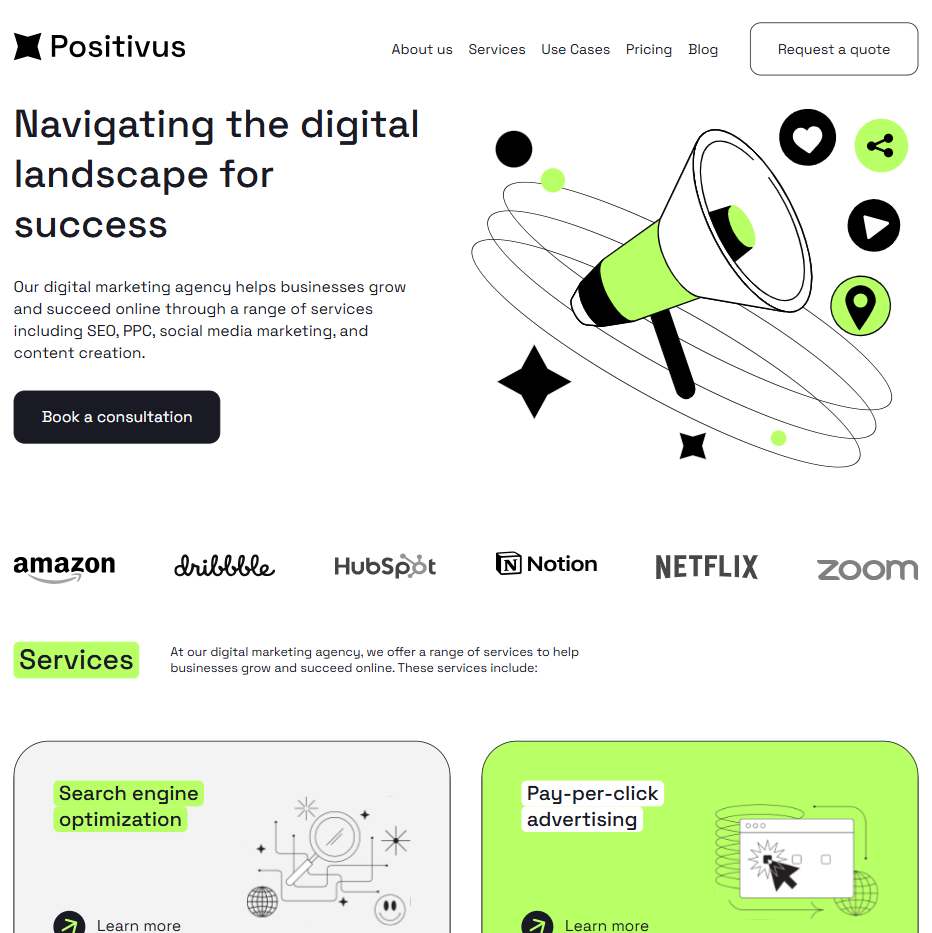 Positivus
About us
Services
Use Cases
Pricing
Blog
Request a quote
Navigating the digital
landscape for
success
Our digital marketing agency helps businesses grow
and succeed online through a range of services
including SEO, PPC, social media marketing, and
content creation.
Book a consultation
amazon
dribbble
HubSpot
N
Notion
NETFLIX
zoom
Services
At our digital marketing agency, we offer a range of services to help
businesses grow and succeed online. These services include:
Search engine
optimization
Learn more
Pay-per-click
advertising
Learn more